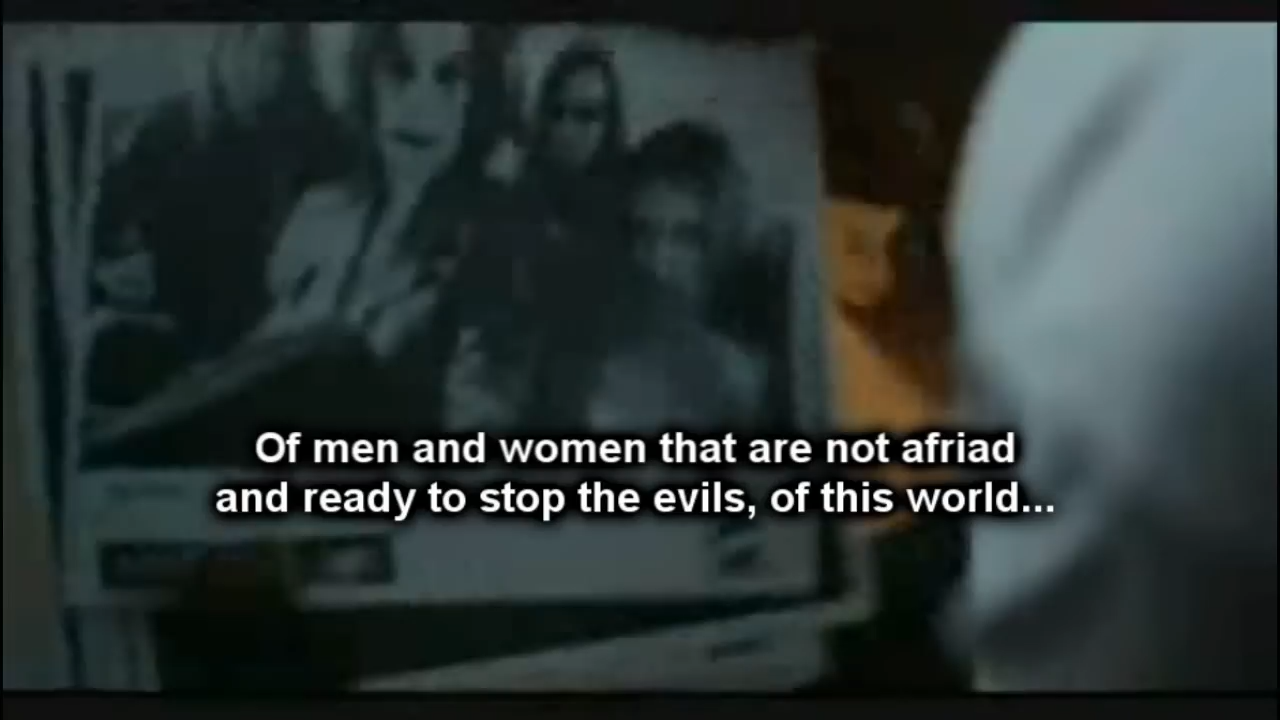 Of men and women that are not afriad
and ready to stop the evils, of this world...